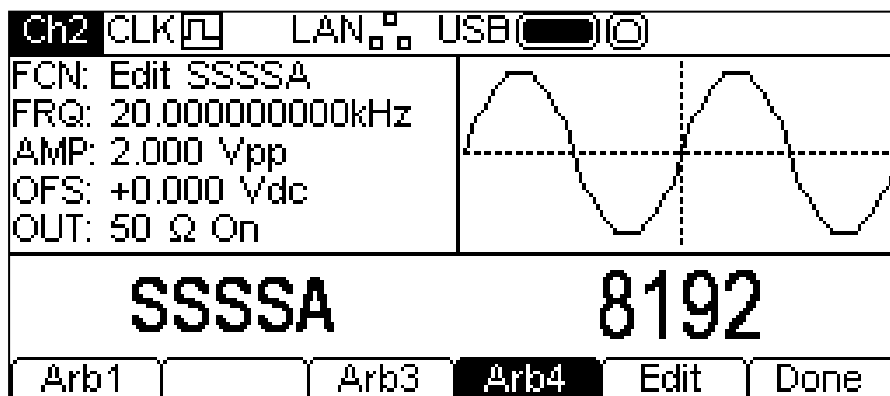 Ch2 CLK LAN USB
FCN: Edit SSSSA
FRQ: 20.000000000kHz
AMP: 2.000 Vpp
OFS: +0.000 Vdc
OUT: 50 Ω On
SSSSA 8192
Arb1 Arb3 Arb4 Edit Done